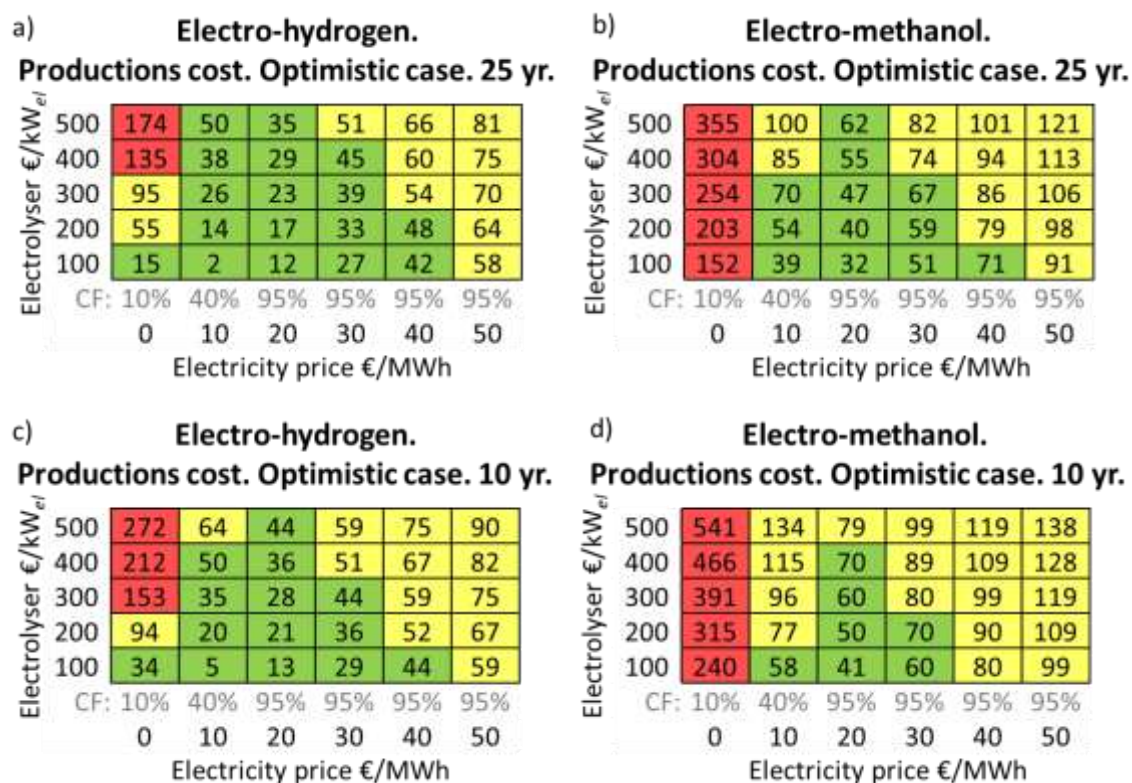 a) Electro-hydrogen.
Productions cost. Optimistic case. 25 yr.
Electrolyser €/kWel
500 174 50 35 51 66 81
400 135 38 29 45 60 75
300 95 26 23 39 54 70
200 55 14 17 33 48 64
100 15 2 12 27 42 58
CF: 10% 40% 95% 95% 95% 95%
0 10 20 30 40 50
Electricity price €/MWh
b) Electro-methanol.
Productions cost. Optimistic case. 25 yr.
Electrolyser €/kWel
500 355 100 62 82 101 121
400 304 85 55 74 94 113
300 254 70 47 67 86 106
200 203 54 40 59 79 98
100 152 39 32 51 71 91
CF: 10% 40% 95% 95% 95% 95%
0 10 20 30 40 50
Electricity price €/MWh
c) Electro-hydrogen.
Productions cost. Optimistic case. 10 yr.
Electrolyser €/kWel
500 272 64 44 59 75 90
400 212 50 36 51 67 82
300 153 35 28 44 59 75
200 94 20 21 36 52 67
100 34 5 13 29 44 59
CF: 10% 40% 95% 95% 95% 95%
0 10 20 30 40 50
Electricity price €/MWh
d) Electro-methanol.
Productions cost. Optimistic case. 10 yr.
Electrolyser €/kWel
500 541 134 79 99 119 138
400 466 115 70 89 109 128
300 391 96 60 80 99 119
200 315 77 50 70 90 109
100 240 58 41 60 80 99
CF: 10% 40% 95% 95% 95% 95%
0 10 20 30 40 50
Electricity price €/MWh